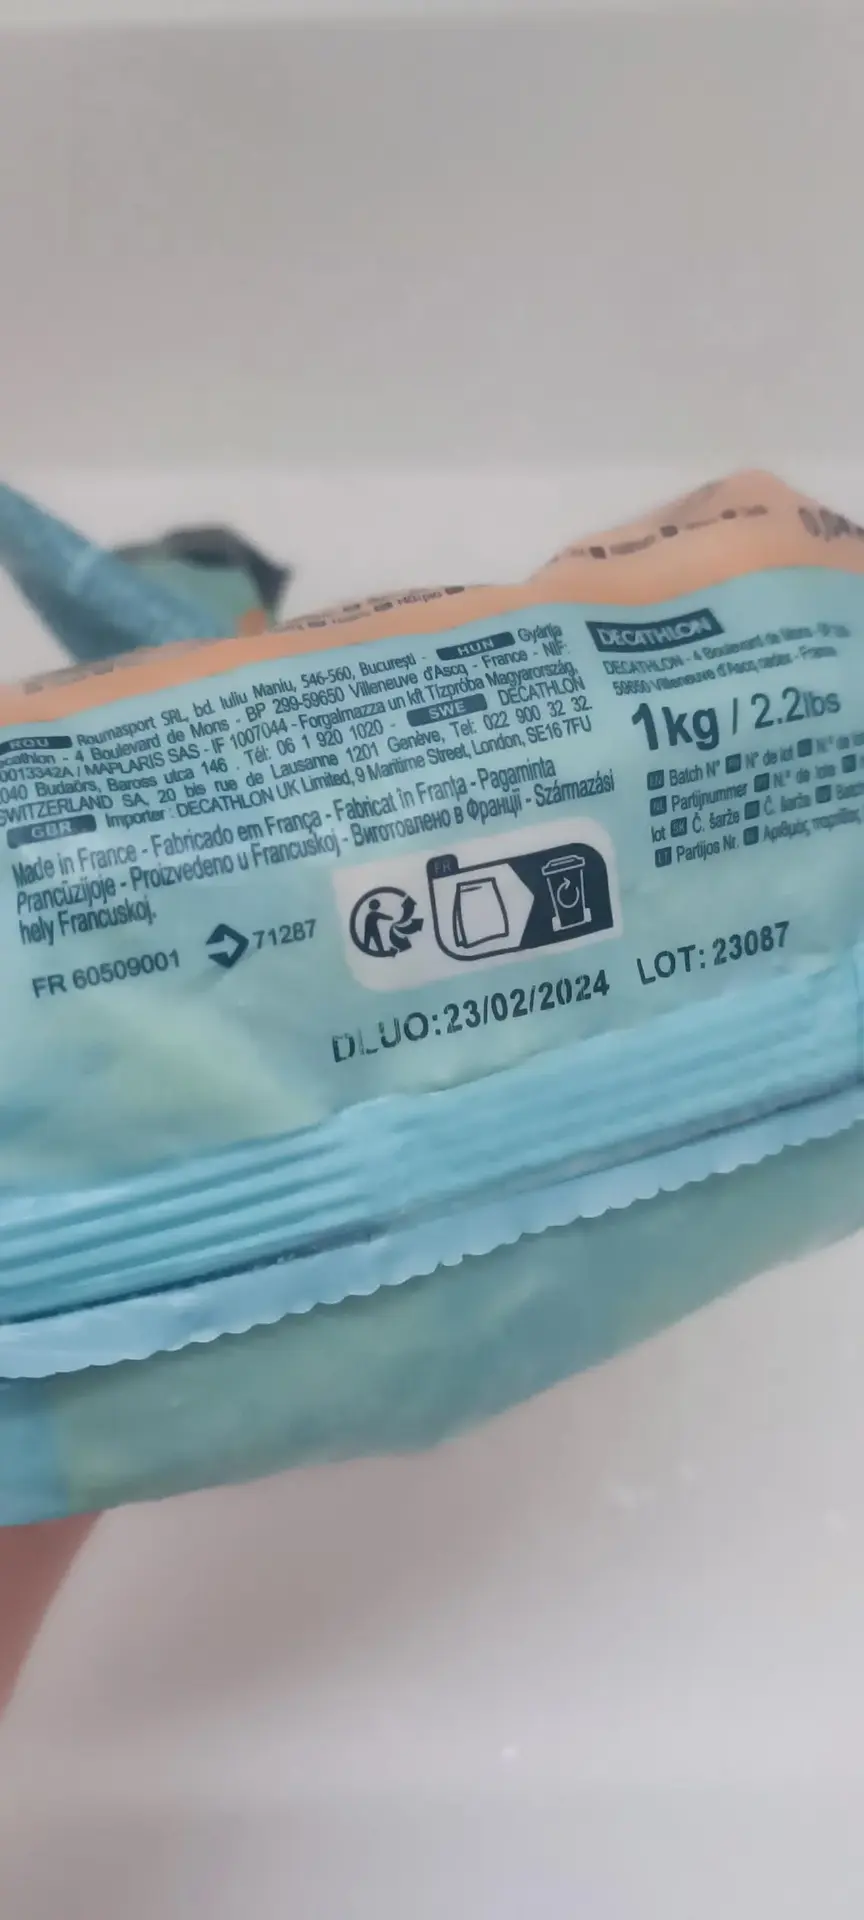 ROU Roumasport SRL, bd. Iuliu Maniu, 546-560, Bucureşti - HUN Gyártja
- 4 Boulevard de Mons - BP 299-59650 Villeneuve d'Ascq - France - NIF:
0013342A / MAPLARIS SAS - IF 1007044 - Forgalmazza un kft Tízpróba Magyarország,
040 Budaörs, Baross utca 146 . Tél: 06 1 920 1020 - SWE DECATHLON
SWITZERLAND SA, 20 bis rue de Lausanne 1201 Genève, Tel: 022 900 32 32
GBR Importer : DECATHLON UK Limited, 9 Maritime Street, London, SE16 7FU
Made in France - Fabricado em França - Fabricat în Franţa - Pagaminta
Prancūzijoje - Proizvedeno u Francuskoj - Виготовлено в Франції - Származási
hely Francuskoj.
FR 60509001
71287
FR
DECATHLON
DECATHLON - 4 Boulevard de Mons -
59650 Villeneuve d'Ascq cedex - France
1kg / 2.2lbs
Batch N° N° de lot
Partijnummer N.° de lote
lot Č. šarže Č. šarže
Partijos Nr. Αριθμός παρτίδας
DLUO:23/02/2024 LOT:23087